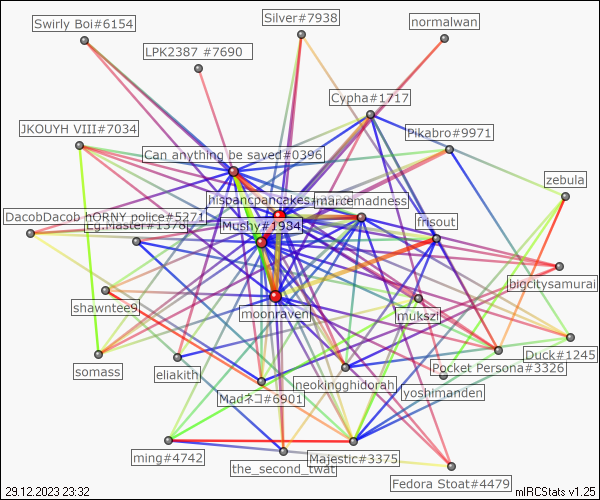 Silver#7938
Swirly Boi#6154
normalwan
LPK2387 #7690
Cypha#1717
JKOUYH VIII#7034
Pikabro#9971
Can anything be saved#0396
zebula
hispancpancakes
marcemadness
DacobDacob hORNY police#5271
frisout
Eg.Master#1378
Mushy#1984
bigcitysamurai
shawntee9
moonraven
mukszi
Duck#1245
somass
eliakith
Pocket Persona#3326
neokingghidorah
yoshimanden
Madネコ#6901
ming#4742
Majestic#3375
the_second_twat
Fedora Stoat#4479
29.12.2023 23:32
mIRCStats v1.25